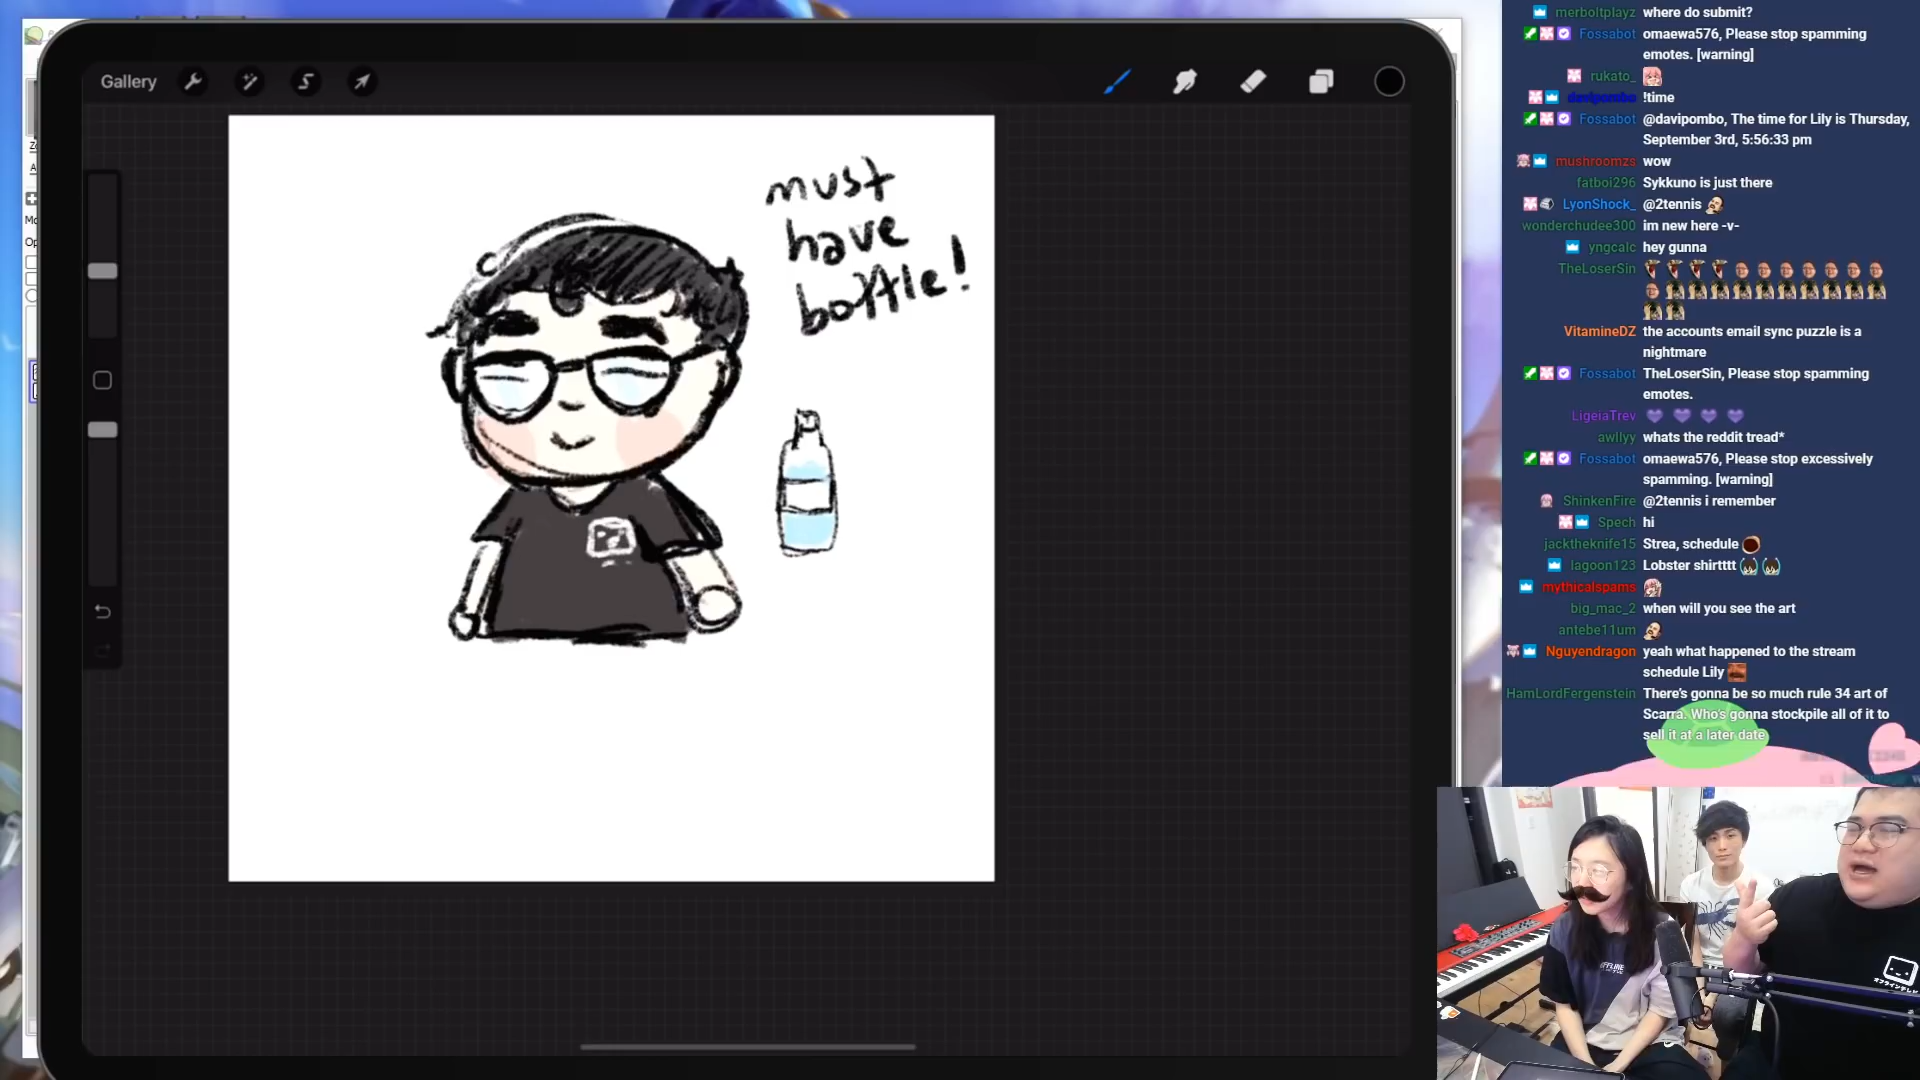 Gallery
must
have
bottle!
merboltplayz where do submit?
Fossabot omaewa576, Please stop spamming
emotes. [warning]
rukato_
davipombo !time
Fossabot @davipombo, The time for Lily is Thursday,
September 3rd, 5:56:33 pm
mushroomzs wow
fatboi296 Sykkuno is just there
LyonShock_ @2tennis
wonderchudee300 im new here -v-
yngcalc hey gunna
TheLoserSin
VitamineDZ the accounts email sync puzzle is a
nightmare
Fossabot TheLoserSin, Please stop spamming
emotes.
LigeiaTrev
awllyy whats the reddit tread*
Fossabot omaewa576, Please stop excessively
spamming. [warning]
ShinkenFire @2tennis i remember
Spech hi
jacktheknife15 Strea, schedule
lagoon123 Lobster shirtttt
mythicalspams
big_mac_2 when will you see the art
antebe11um
Nguyendragon yeah what happened to the stream
schedule Lily
HamLordFergenstein There's gonna be so much rule 34 art of
Scarra. Who's gonna stockpile all of it to
sell it at a later date